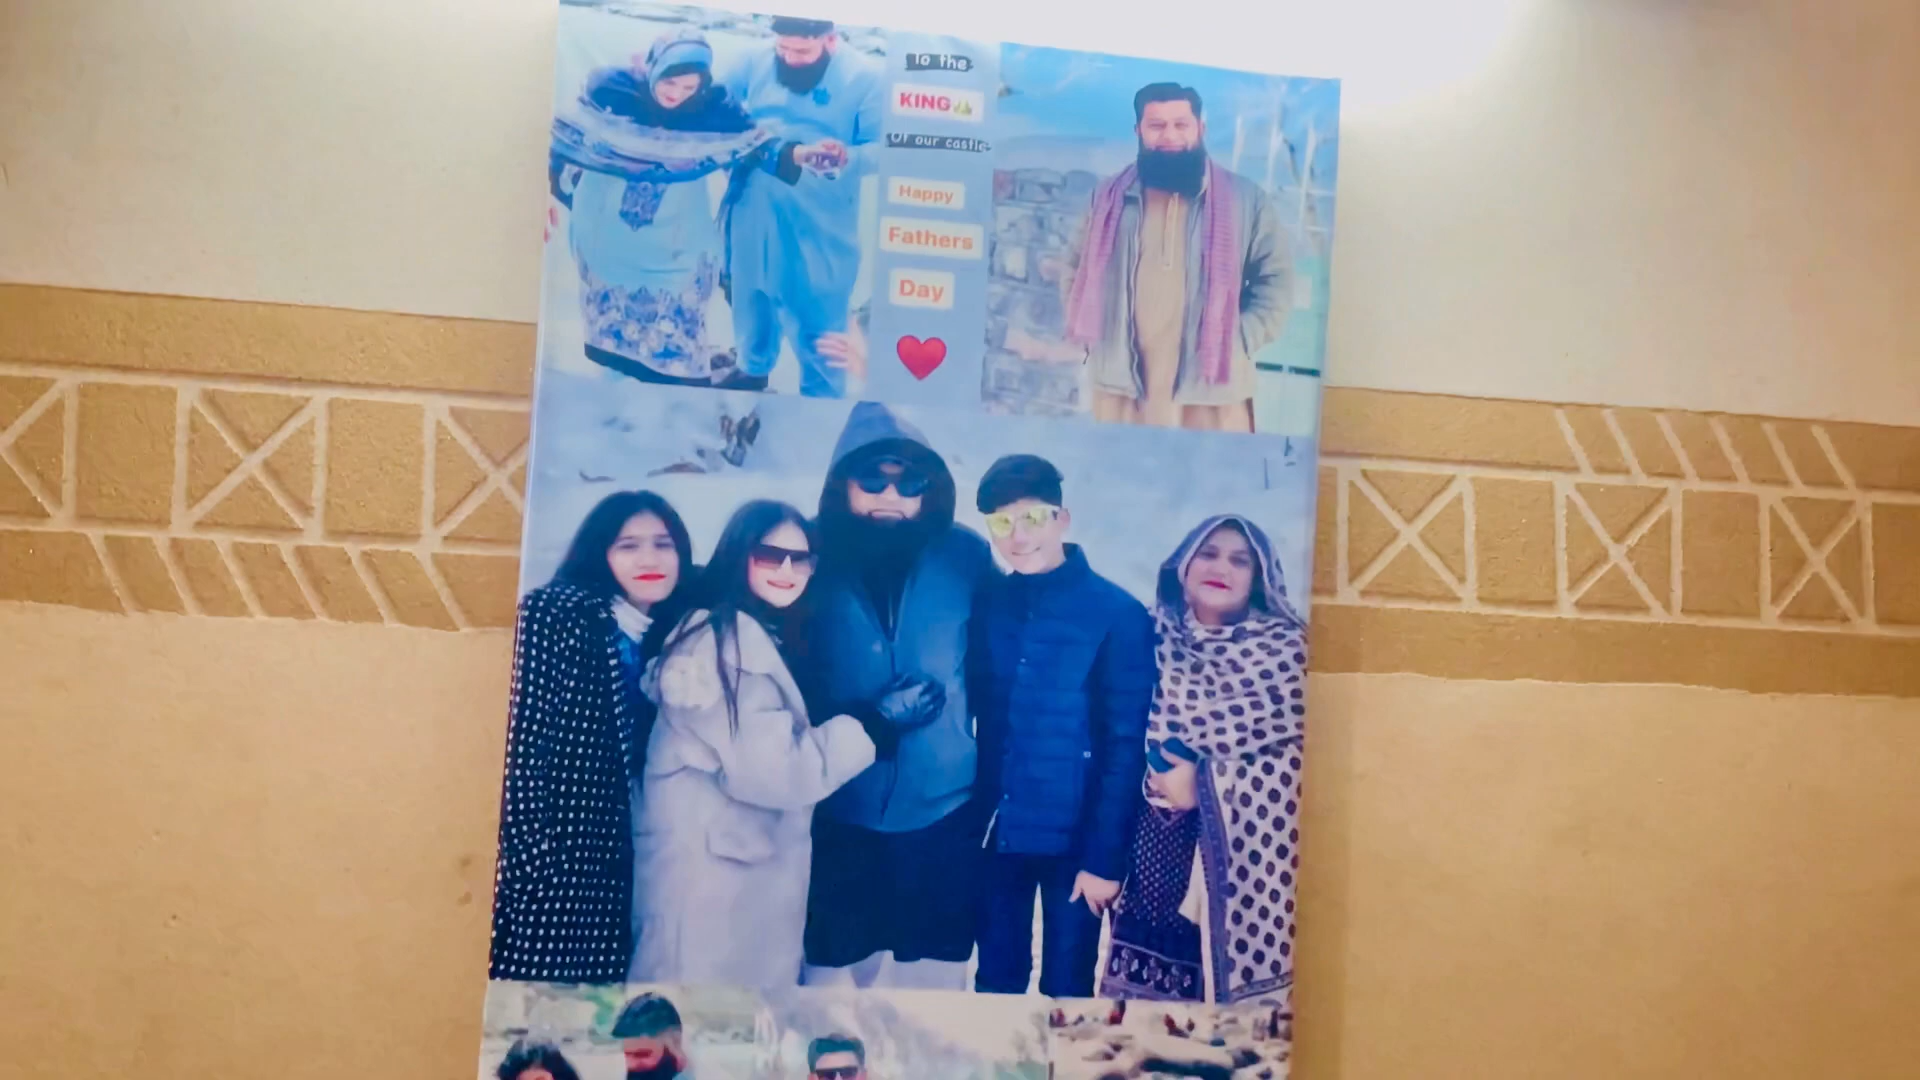 To the
KING
Of our castle
Happy
Fathers
Day